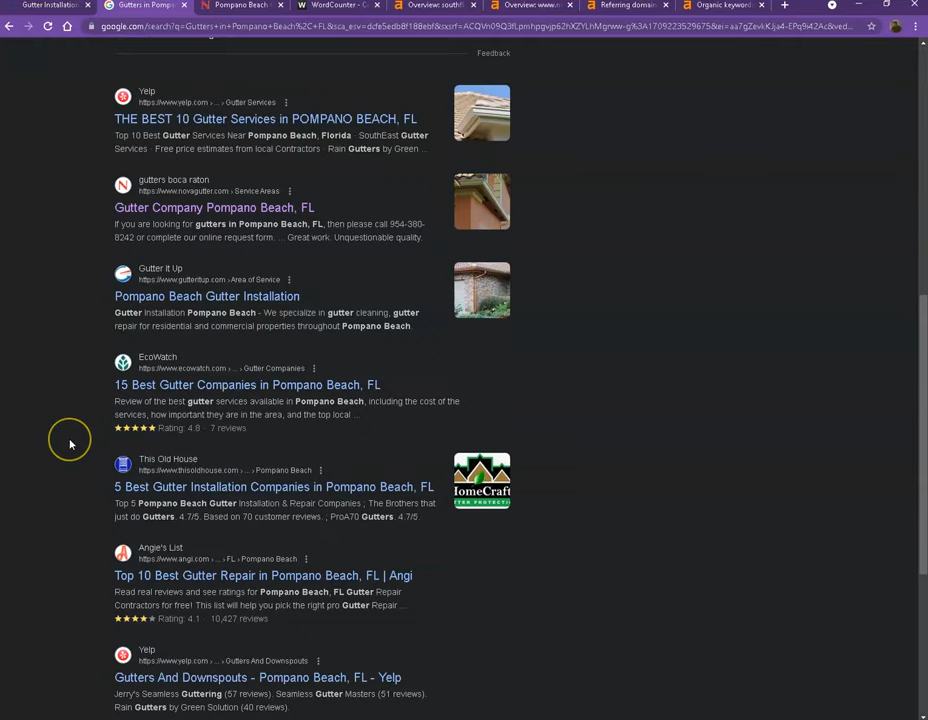 Gutter Installation
Gutters in Pompano
Pompano Beach
WordCounter - C
Overview: southf
Overview: www.n
Referring domain
Organic keyword
google.com/search?q=Gutters+in+Pompano+Beach%2C+FL&sca_esv=
Feedback
Yelp
https://www.yelp.com › ... › Gutter Services
THE BEST 10 Gutter Services in POMPANO BEACH, FL
Top 10 Best Gutter Services Near Pompano Beach, Florida · SouthEast Gutter
Services · Free price estimates from local Contractors · Rain Gutters by Green ...
gutters boca raton
https://www.novagutter.com › Service Areas
Gutter Company Pompano Beach, FL
If you are looking for gutters in Pompano Beach, FL, then please call 954-380-
8242 or complete our online request form. ... Great work. Unquestionable quality.
Gutter It Up
https://www.gutteritup.com › Area of Service
Pompano Beach Gutter Installation
Gutter Installation Pompano Beach - We specialize in gutter cleaning, gutter
repair for residential and commercial properties throughout Pompano Beach.
EcoWatch
https://www.ecowatch.com › ... › Gutter Companies
15 Best Gutter Companies in Pompano Beach, FL
Review of the best gutter services available in Pompano Beach, including the cost of the
services, how important they are in the area, and the top local ...
Rating: 4.8 · 7 reviews
This Old House
https://www.thisoldhouse.com › ... › Pompano Beach
5 Best Gutter Installation Companies in Pompano Beach, FL
Top 5 Pompano Beach Gutter Installation & Repair Companies ; The Brothers that
just do Gutters. 4.7/5. Based on 70 customer reviews. ; ProA70 Gutters. 4.7/5.
HomeCraft
TTER PROTECTI
Angie's List
https://www.angi.com › ... › FL › Pompano Beach
Top 10 Best Gutter Repair in Pompano Beach, FL | Angi
Read real reviews and see ratings for Pompano Beach, FL Gutter Repair
Contractors for free! This list will help you pick the right pro Gutter Repair ...
Rating: 4.1 · 10,427 reviews
Yelp
https://www.yelp.com › ... › Gutters And Downspouts
Gutters And Downspouts - Pompano Beach, FL - Yelp
Jerry's Seamless Guttering (57 reviews). Seamless Gutter Masters (51 reviews).
Rain Gutters by Green Solution (40 reviews).